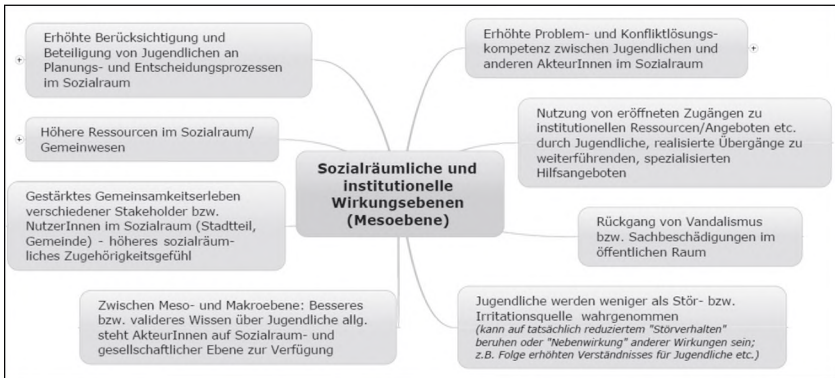 Erhöhte Berücksichtigung und
Beteiligung von Jugendlichen an
Planungs- und Entscheidungsprozessen
im Sozialraum
Höhere Ressourcen im Sozialraum/
Gemeinwesen
Gestärktes Gemeinsamkeitserleben
verschiedener Stakeholder bzw.
NutzerInnen im Sozialraum (Stadtteil,
Gemeinde) - höheres sozialräum-
liches Zugehörigkeitsgefühl
Zwischen Meso- und Makroebene: Besseres
bzw. valideres Wissen über Jugendliche allg.
steht AkteurInnen auf Sozialraum- und
gesellschaftlicher Ebene zur Verfügung
Sozialräumliche und
institutionelle
Wirkungsebenen
(Mesoebene)
Erhöhte Problem- und Konfliktlösungs-
kompetenz zwischen Jugendlichen und
anderen AkteurInnen im Sozialraum
Nutzung von eröffneten Zugängen zu
institutionellen Ressourcen/Angeboten etc.
durch Jugendliche, realisierte Übergänge zu
weiterführenden, spezialisierten
Hilfsangeboten
Rückgang von Vandalismus
bzw. Sachbeschädigungen im
öffentlichen Raum
Jugendliche werden weniger als Stör- bzw.
Irritationsquelle wahrgenommen
(kann auf tatsächlich reduziertem "Störverhalten"
beruhen oder "Nebenwirkung" anderer Wirkungen sein;
z.B. Folge erhöhten Verständnisses für Jugendliche etc.)